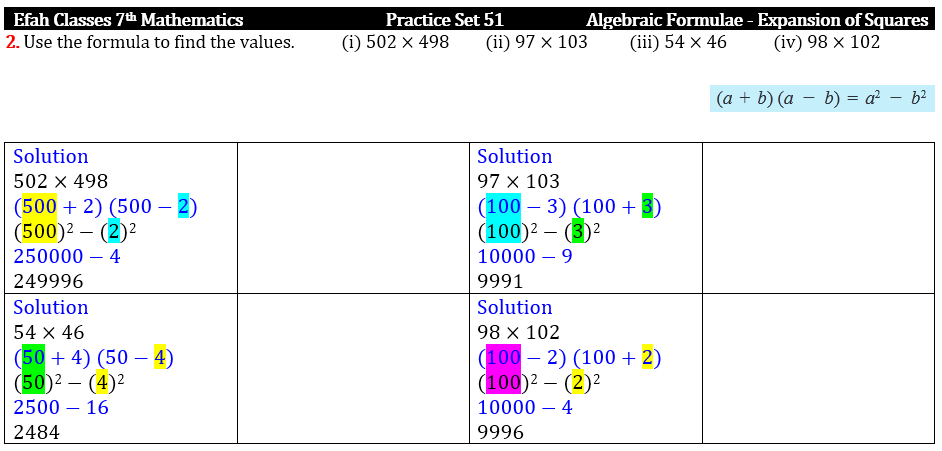 Efah Classes 7th Mathematics Practice Set 51 Algebraic Formulae - Expansion of Squares
2. Use the formula to find the values. (i) 502 × 498 (ii) 97 × 103 (iii) 54 × 46 (iv) 98 × 102
(a + b)(a − b) = a² − b²
Solution
502 × 498
(500 + 2) (500 − 2)
(500)² − (2)²
250000 − 4
249996
Solution
97 × 103
(100 − 3) (100 + 3)
(100)² − (3)²
10000 − 9
9991
Solution
54 × 46
(50 + 4) (50 − 4)
(50)² − (4)²
2500 − 16
2484
Solution
98 × 102
(100 − 2) (100 + 2)
(100)² − (2)²
10000 − 4
9996